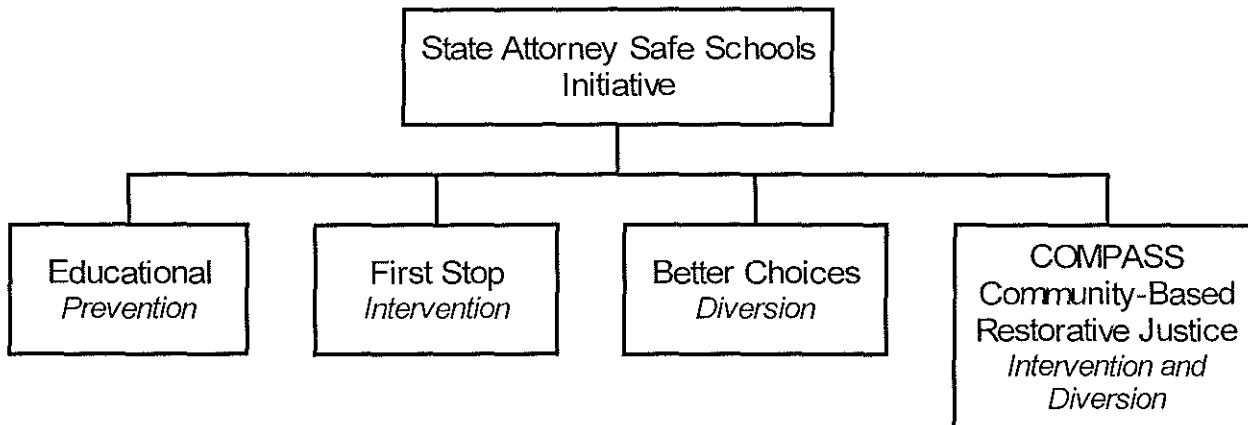 State Attorney Safe Schools
Initiative
Educational
Prevention
First Stop
Intervention
Better Choices
Diversion
COMPASS
Community-Based
Restorative Justice
Intervention and
Diversion